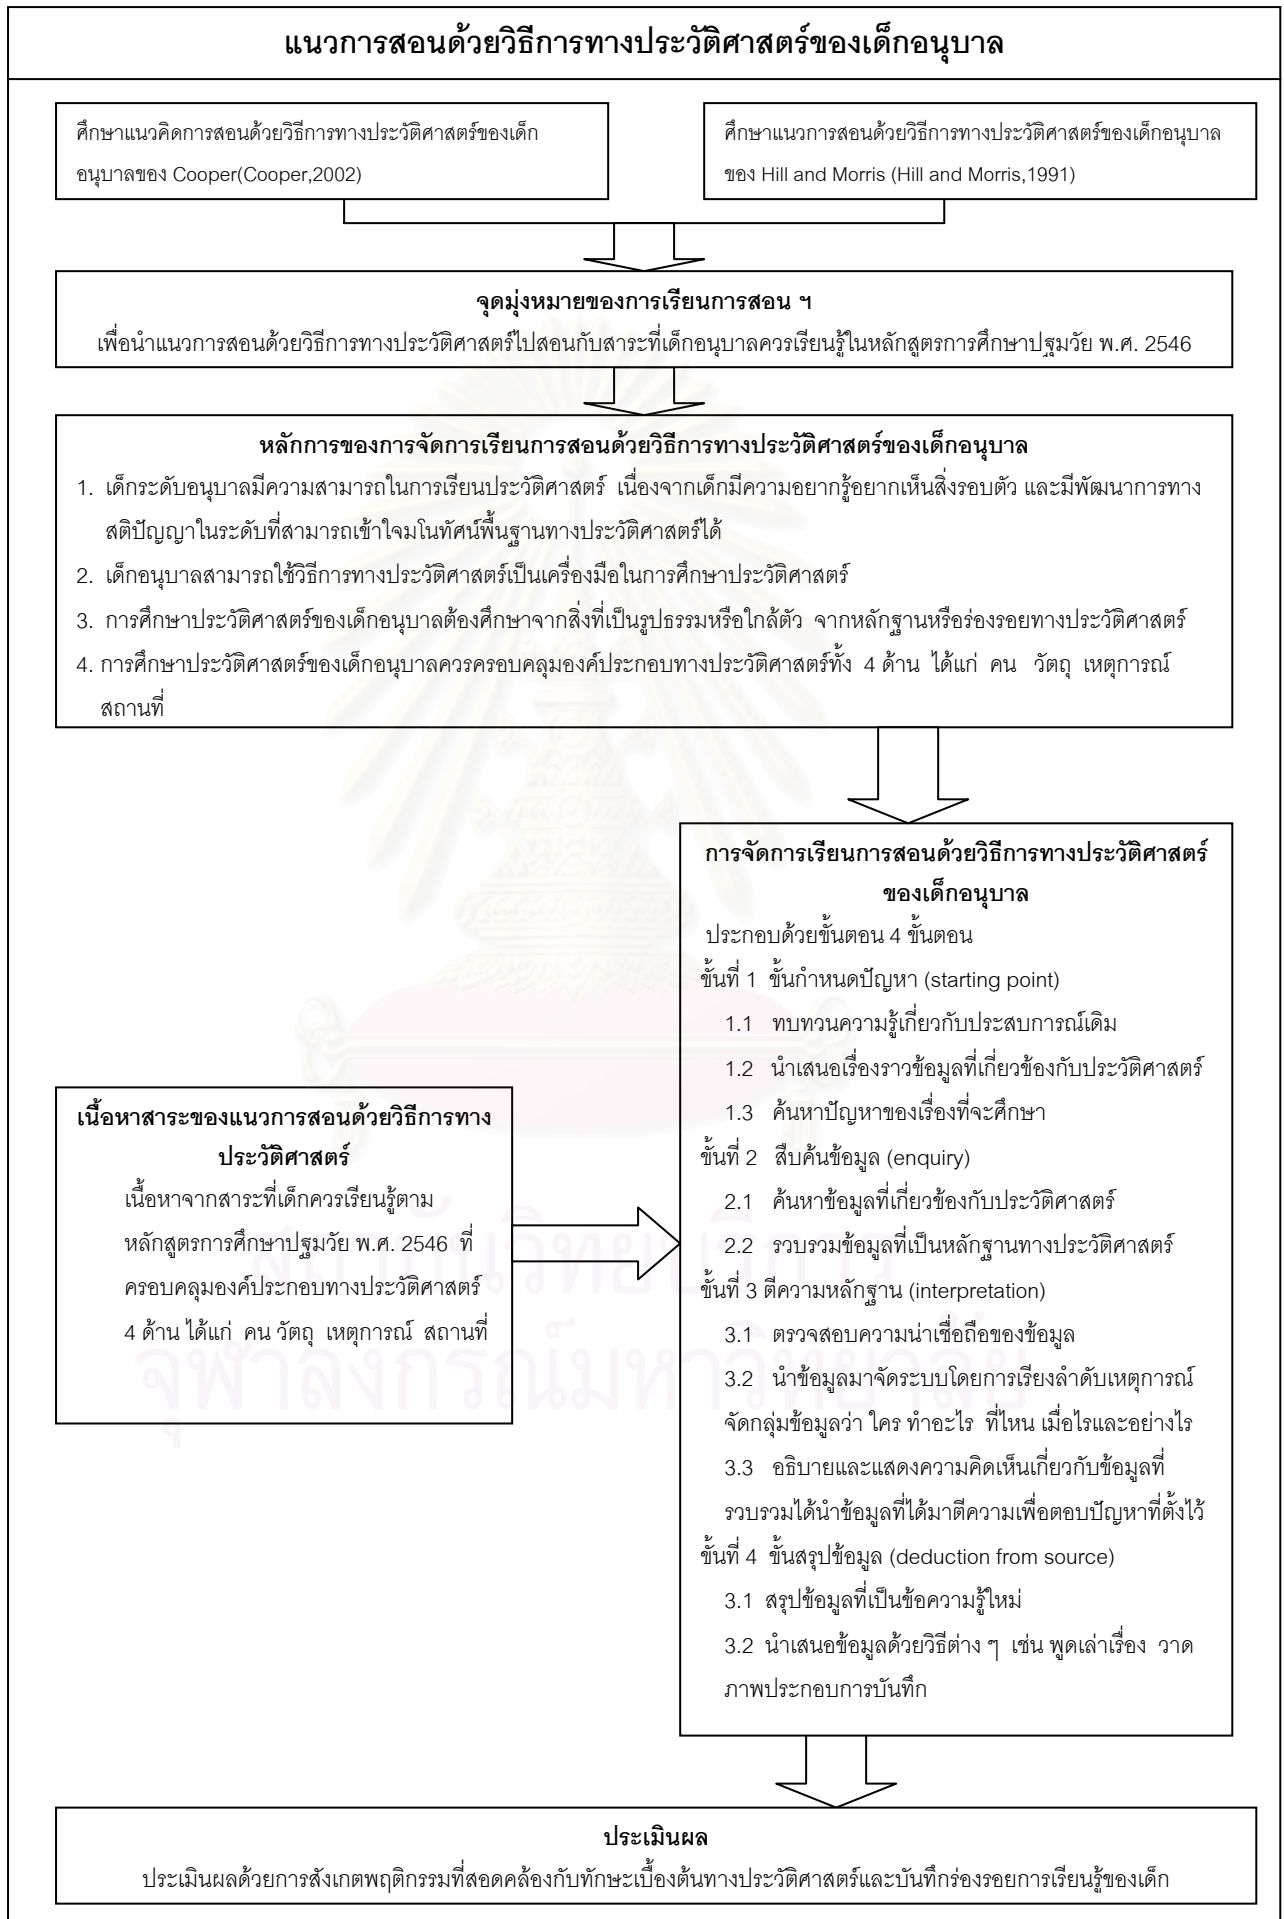 แนวการสอนด้วยวิธีการทางประวัติศาสตร์ของเด็กอนุบาล
ศึกษาแนวคิดการสอนด้วยวิธีการทางประวัติศาสตร์ของเด็ก
อนุบาลของ Cooper(Cooper,2002)
ศึกษาแนวการสอนด้วยวิธีการทางประวัติศาสตร์ของเด็กอนุบาล
ของ Hill and Morris (Hill and Morris,1991)
จุดมุ่งหมายของการเรียนการสอน ฯ
เพื่อนำแนวการสอนด้วยวิธีการทางประวัติศาสตร์ไปสอนกับสาระที่เด็กอนุบาลควรเรียนรู้ในหลักสูตรการศึกษาปฐมวัย พ.ศ. 2546
หลักการของการจัดการเรียนการสอนด้วยวิธีการทางประวัติศาสตร์ของเด็กอนุบาล
1. เด็กระดับอนุบาลมีความสามารถในการเรียนประวัติศาสตร์ เนื่องจากเด็กมีความอยากรู้อยากเห็นสิ่งรอบตัว และมีพัฒนาการทาง
สติปัญญาในระดับที่สามารถเข้าใจมโนทัศน์พื้นฐานทางประวัติศาสตร์ได้
2. เด็กอนุบาลสามารถใช้วิธีการทางประวัติศาสตร์เป็นเครื่องมือในการศึกษาประวัติศาสตร์
3. การศึกษาประวัติศาสตร์ของเด็กอนุบาลต้องศึกษาจากสิ่งที่เป็นรูปธรรมหรือใกล้ตัว จากหลักฐานหรือร่องรอยทางประวัติศาสตร์
4. การศึกษาประวัติศาสตร์ของเด็กอนุบาลควรครอบคลุมองค์ประกอบทางประวัติศาสตร์ทั้ง 4 ด้าน ได้แก่ คน วัตถุ เหตุการณ์
สถานที่
การจัดการเรียนการสอนด้วยวิธีการทางประวัติศาสตร์
ของเด็กอนุบาล
ประกอบด้วยขั้นตอน 4 ขั้นตอน
ขั้นที่ 1 ขั้นกำหนดปัญหา (starting point)
1.1 ทบทวนความรู้เกี่ยวกับประสบการณ์เดิม
1.2 นำเสนอเรื่องราวข้อมูลที่เกี่ยวข้องกับประวัติศาสตร์
1.3 ค้นหาปัญหาของเรื่องที่จะศึกษา
ขั้นที่ 2 สืบค้นข้อมูล (enquiry)
2.1 ค้นหาข้อมูลที่เกี่ยวข้องกับประวัติศาสตร์
2.2 รวบรวมข้อมูลที่เป็นหลักฐานทางประวัติศาสตร์
ขั้นที่ 3 ตีความหลักฐาน (interpretation)
3.1 ตรวจสอบความน่าเชื่อถือของข้อมูล
3.2 นำข้อมูลมาจัดระบบโดยการเรียงลำดับเหตุการณ์
จัดกลุ่มข้อมูลว่า ใคร ทำอะไร ที่ไหน เมื่อไรและอย่างไร
3.3 อธิบายและแสดงความคิดเห็นเกี่ยวกับข้อมูลที่
รวบรวมได้นำข้อมูลที่ได้มาตีความเพื่อตอบปัญหาที่ตั้งไว้
ขั้นที่ 4 ขั้นสรุปข้อมูล (deduction from source)
3.1 สรุปข้อมูลที่เป็นข้อความรู้ใหม่
3.2 นำเสนอข้อมูลด้วยวิธีต่าง ๆ เช่น พูดเล่าเรื่อง วาด
ภาพประกอบการบันทึก
เนื้อหาสาระของแนวการสอนด้วยวิธีการทาง
ประวัติศาสตร์
เนื้อหาจากสาระที่เด็กควรเรียนรู้ตาม
หลักสูตรการศึกษาปฐมวัย พ.ศ. 2546 ที่
ครอบคลุมองค์ประกอบทางประวัติศาสตร์
4 ด้าน ได้แก่ คน วัตถุ เหตุการณ์ สถานที่
สถาบันวิทยบริการ
จุฬาลงกรณ์มหาวิทยาลัย
ประเมินผล
ประเมินผลด้วยการสังเกตพฤติกรรมที่สอดคล้องกับทักษะเบื้องต้นทางประวัติศาสตร์และบันทึกร่องรอยการเรียนรู้ของเด็ก